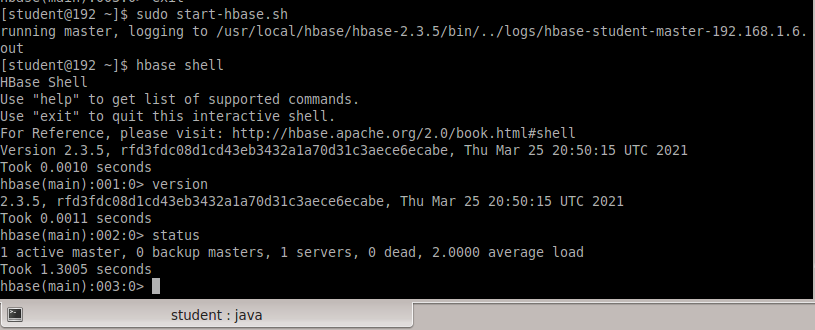 [student@192 ~]$ sudo start-hbase.sh
running master, logging to /usr/local/hbase/hbase-2.3.5/bin/../logs/hbase-student-master-192.168.1.6.
out
[student@192 ~]$ hbase shell
HBase Shell
Use "help" to get list of supported commands.
Use "exit" to quit this interactive shell.
For Reference, please visit: http://hbase.apache.org/2.0/book.html#shell
Version 2.3.5, rfd3fdc08d1cd43eb3432a1a70d31c3aece6ecabe, Thu Mar 25 20:50:15 UTC 2021
Took 0.0010 seconds
hbase(main):001:0> version
2.3.5, rfd3fdc08d1cd43eb3432a1a70d31c3aece6ecabe, Thu Mar 25 20:50:15 UTC 2021
Took 0.0011 seconds
hbase(main):002:0> status
1 active master, 0 backup masters, 1 servers, 0 dead, 2.0000 average load
Took 1.3005 seconds
hbase(main):003:0>
student : java